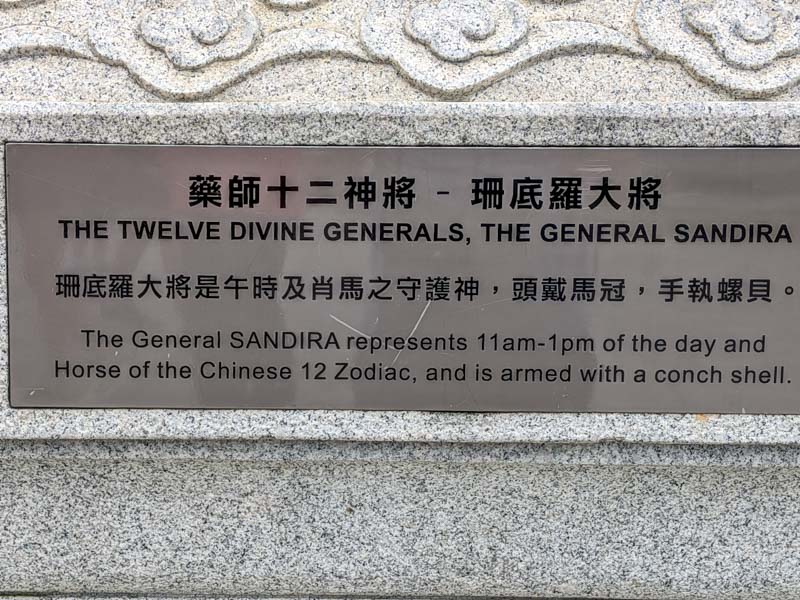 藥師十二神將 - 珊底羅大將
THE TWELVE DIVINE GENERALS, THE GENERAL SANDIRA
珊底羅大將是午時及肖馬之守護神，頭戴馬冠，手執螺貝。
The General SANDIRA represents 11am-1pm of the day and
Horse of the Chinese 12 Zodiac, and is armed with a conch shell.